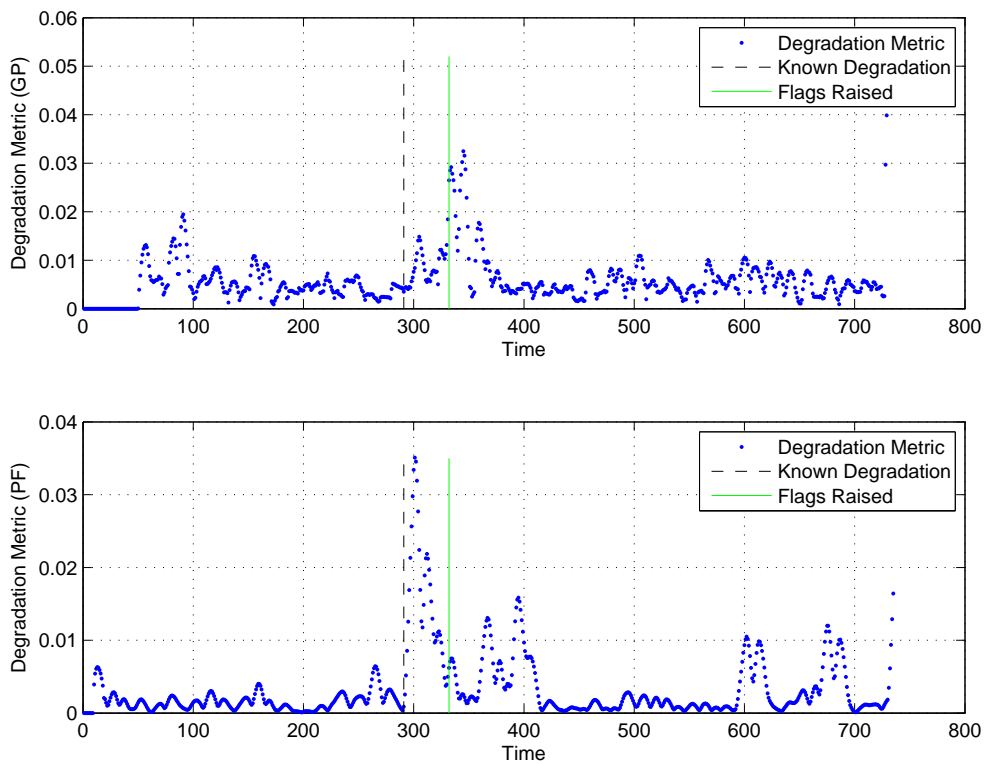 0.06
0.05
0.04
0.03
0.02
0.01
0
Degradation Metric (GP)
Degradation Metric
Known Degradation
Flags Raised
0 100 200 300 400 500 600 700 800
Time
0.04
0.03
0.02
0.01
0
Degradation Metric (PF)
Degradation Metric
Known Degradation
Flags Raised
0 100 200 300 400 500 600 700 800
Time